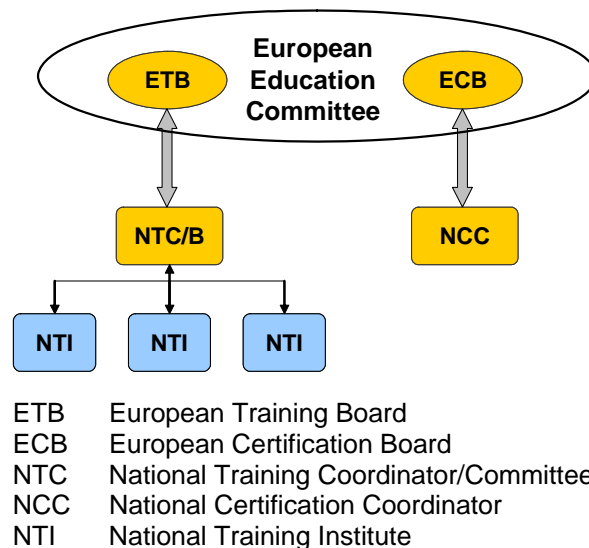 European
ETB Education ECB
Committee
NTC/B NCC
NTI NTI NTI
ETB European Training Board
ECB European Certification Board
NTC National Training Coordinator/Committee
NCC National Certification Coordinator
NTI National Training Institute